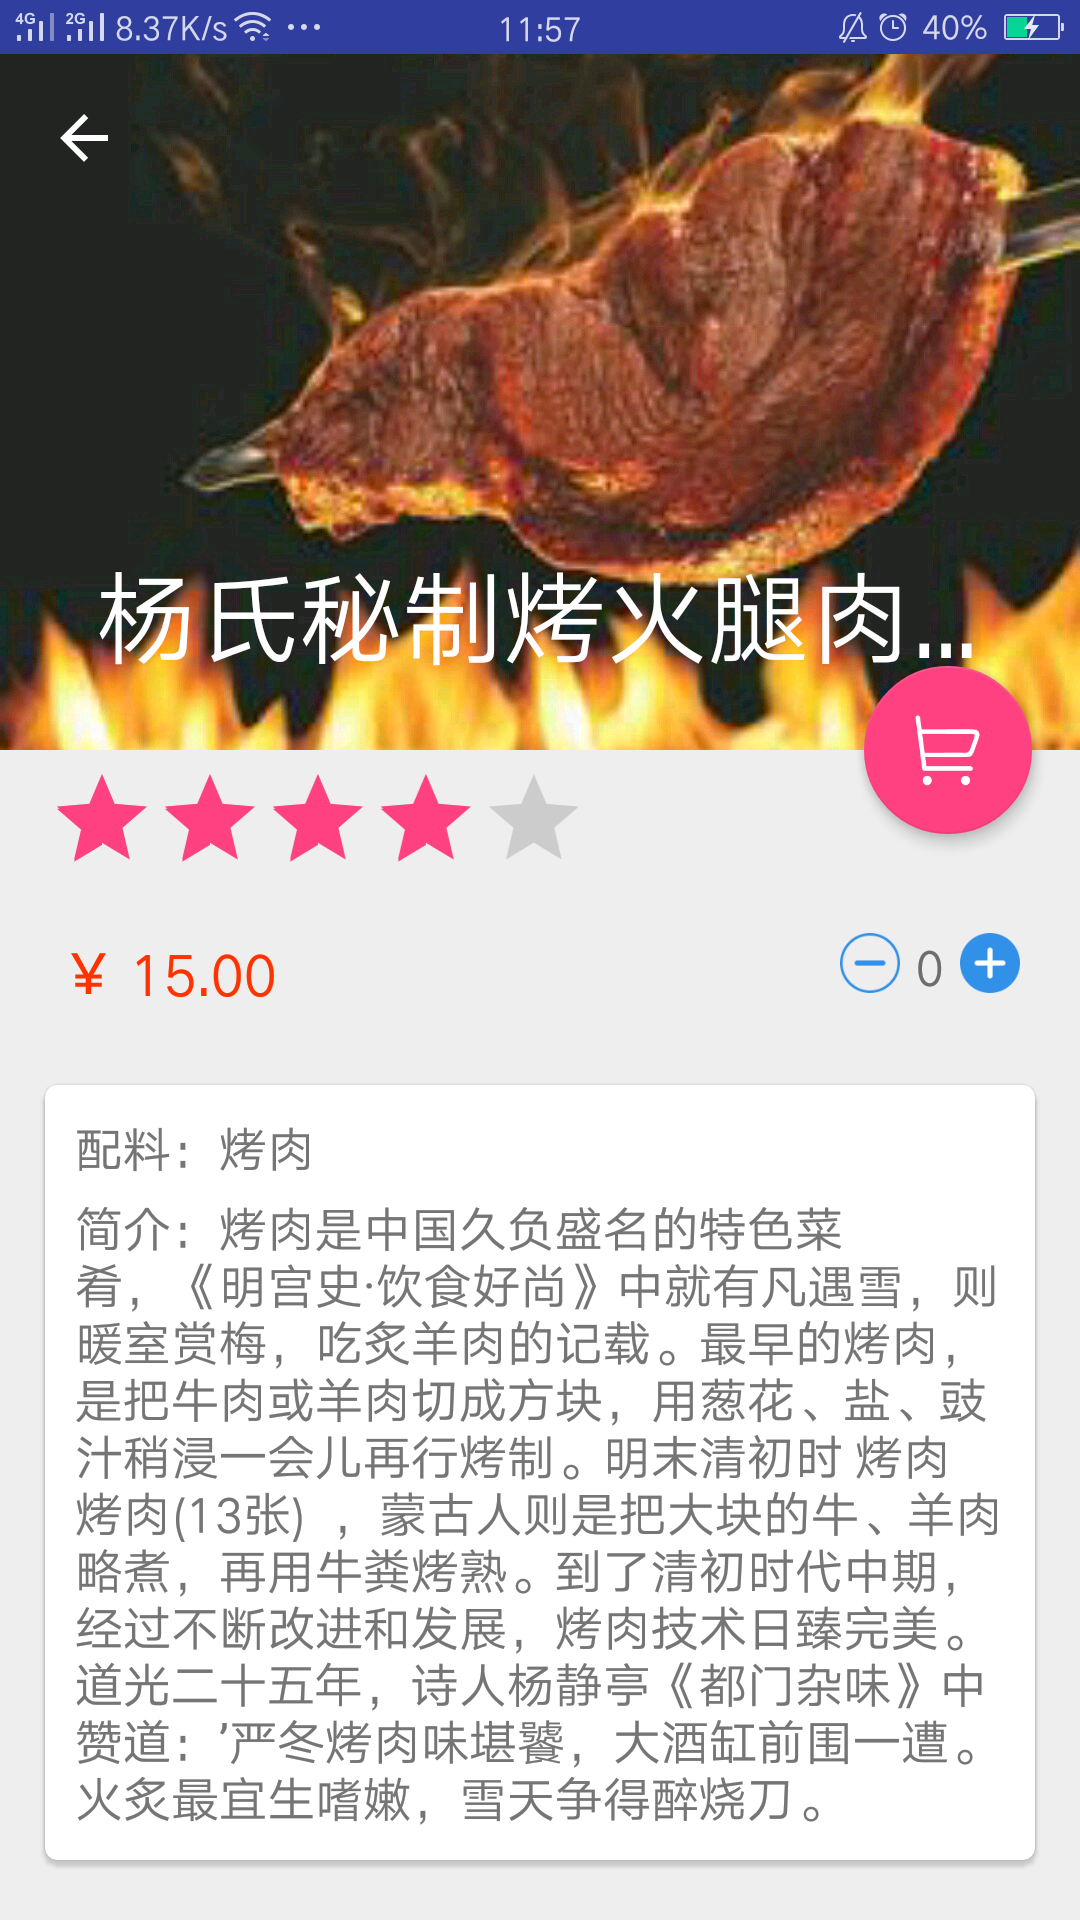 4G 2G 8.37K/s ... 11:57 40%
杨氏秘制烤火腿肉...
¥ 15.00
0
配料：烤肉
简介：烤肉是中国久负盛名的特色菜
肴，《明宫史·饮食好尚》中就有凡遇雪，则
暖室赏梅，吃炙羊肉的记载。最早的烤肉，
是把牛肉或羊肉切成方块，用葱花、盐、豉
汁稍浸一会儿再行烤制。明末清初时 烤肉
烤肉(13张) ，蒙古人则是把大块的牛、羊肉
略煮，再用牛粪烤熟。到了清初时代中期，
经过不断改进和发展，烤肉技术日臻完美。
道光二十五年，诗人杨静亭《都门杂味》中
赞道：'严冬烤肉味堪饕，大酒缸前围一遭。
火炙最宜生嗜嫩，雪天争得醉烧刀。